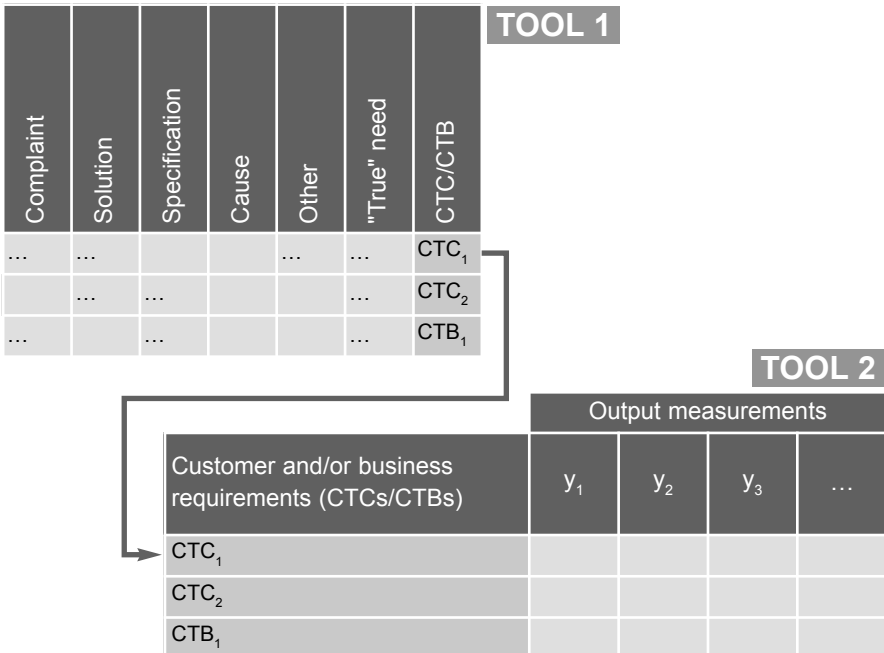 TOOL 1
Complaint
Solution
Specification
Cause
Other
"True" need
CTC/CTB
… … … … CTC₁
… … … CTC₂
… … … CTB₁
TOOL 2
Output measurements
Customer and/or business
requirements (CTCs/CTBs)
y₁ y₂ y₃ …
CTC₁
CTC₂
CTB₁